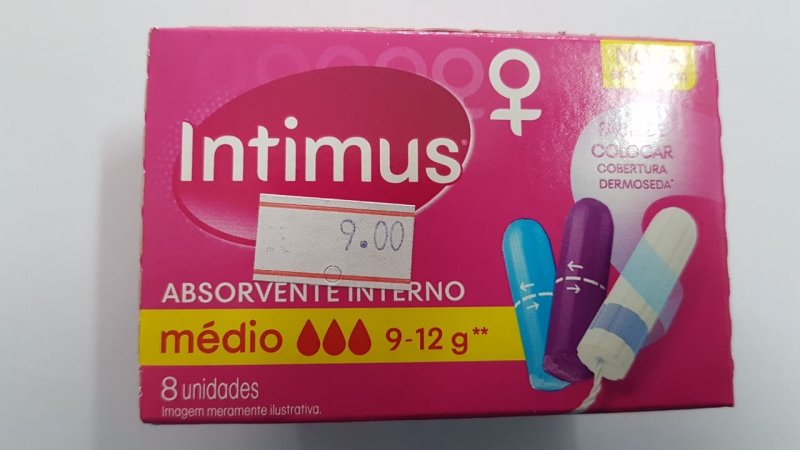 Intimus®
9.00
COLOCAR
COBERTURA
DERMOSEDA*
ABSORVENTE INTERNO
médio 9-12 g**
8 unidades
Imagem meramente ilustrativa.